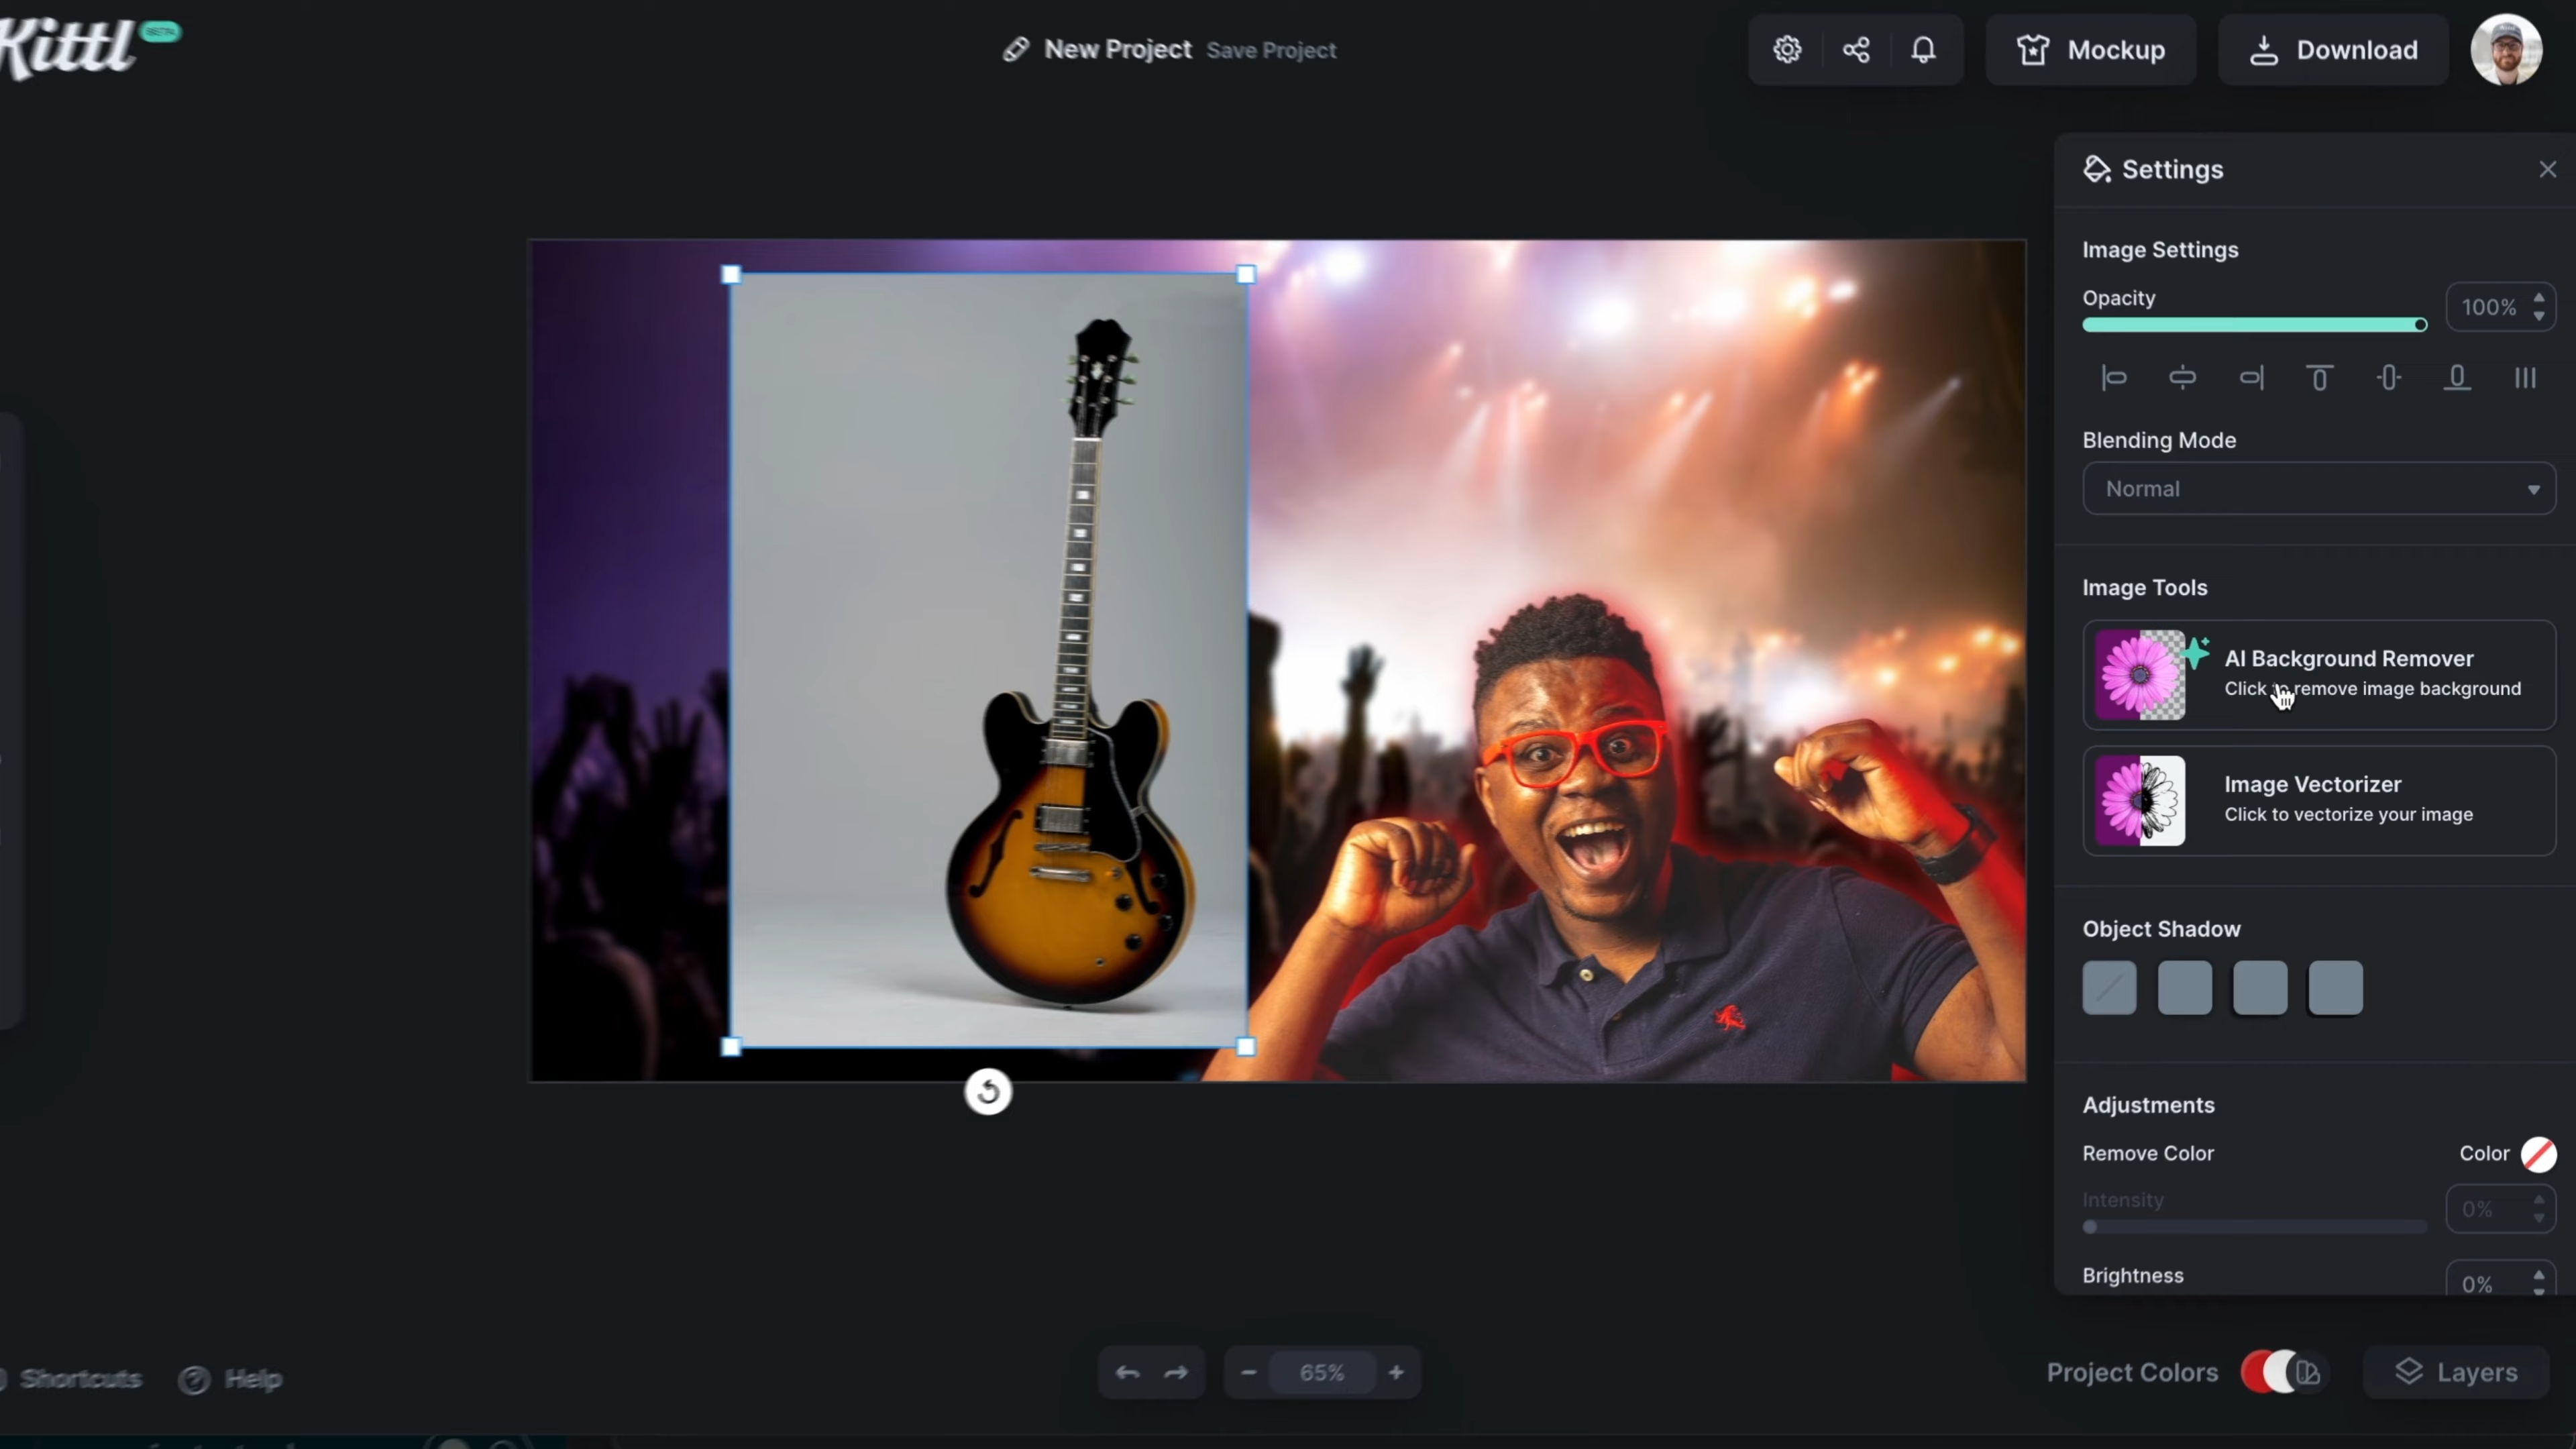 Kittl BETA
New Project Save Project
Mockup
Download
Settings
Image Settings
Opacity
100%
Blending Mode
Normal
Image Tools
AI Background Remover
Click to remove image background
Image Vectorizer
Click to vectorize your image
Object Shadow
Adjustments
Remove Color
Color
Intensity
0%
Brightness
0%
Shortcuts
Help
65%
Project Colors
Layers